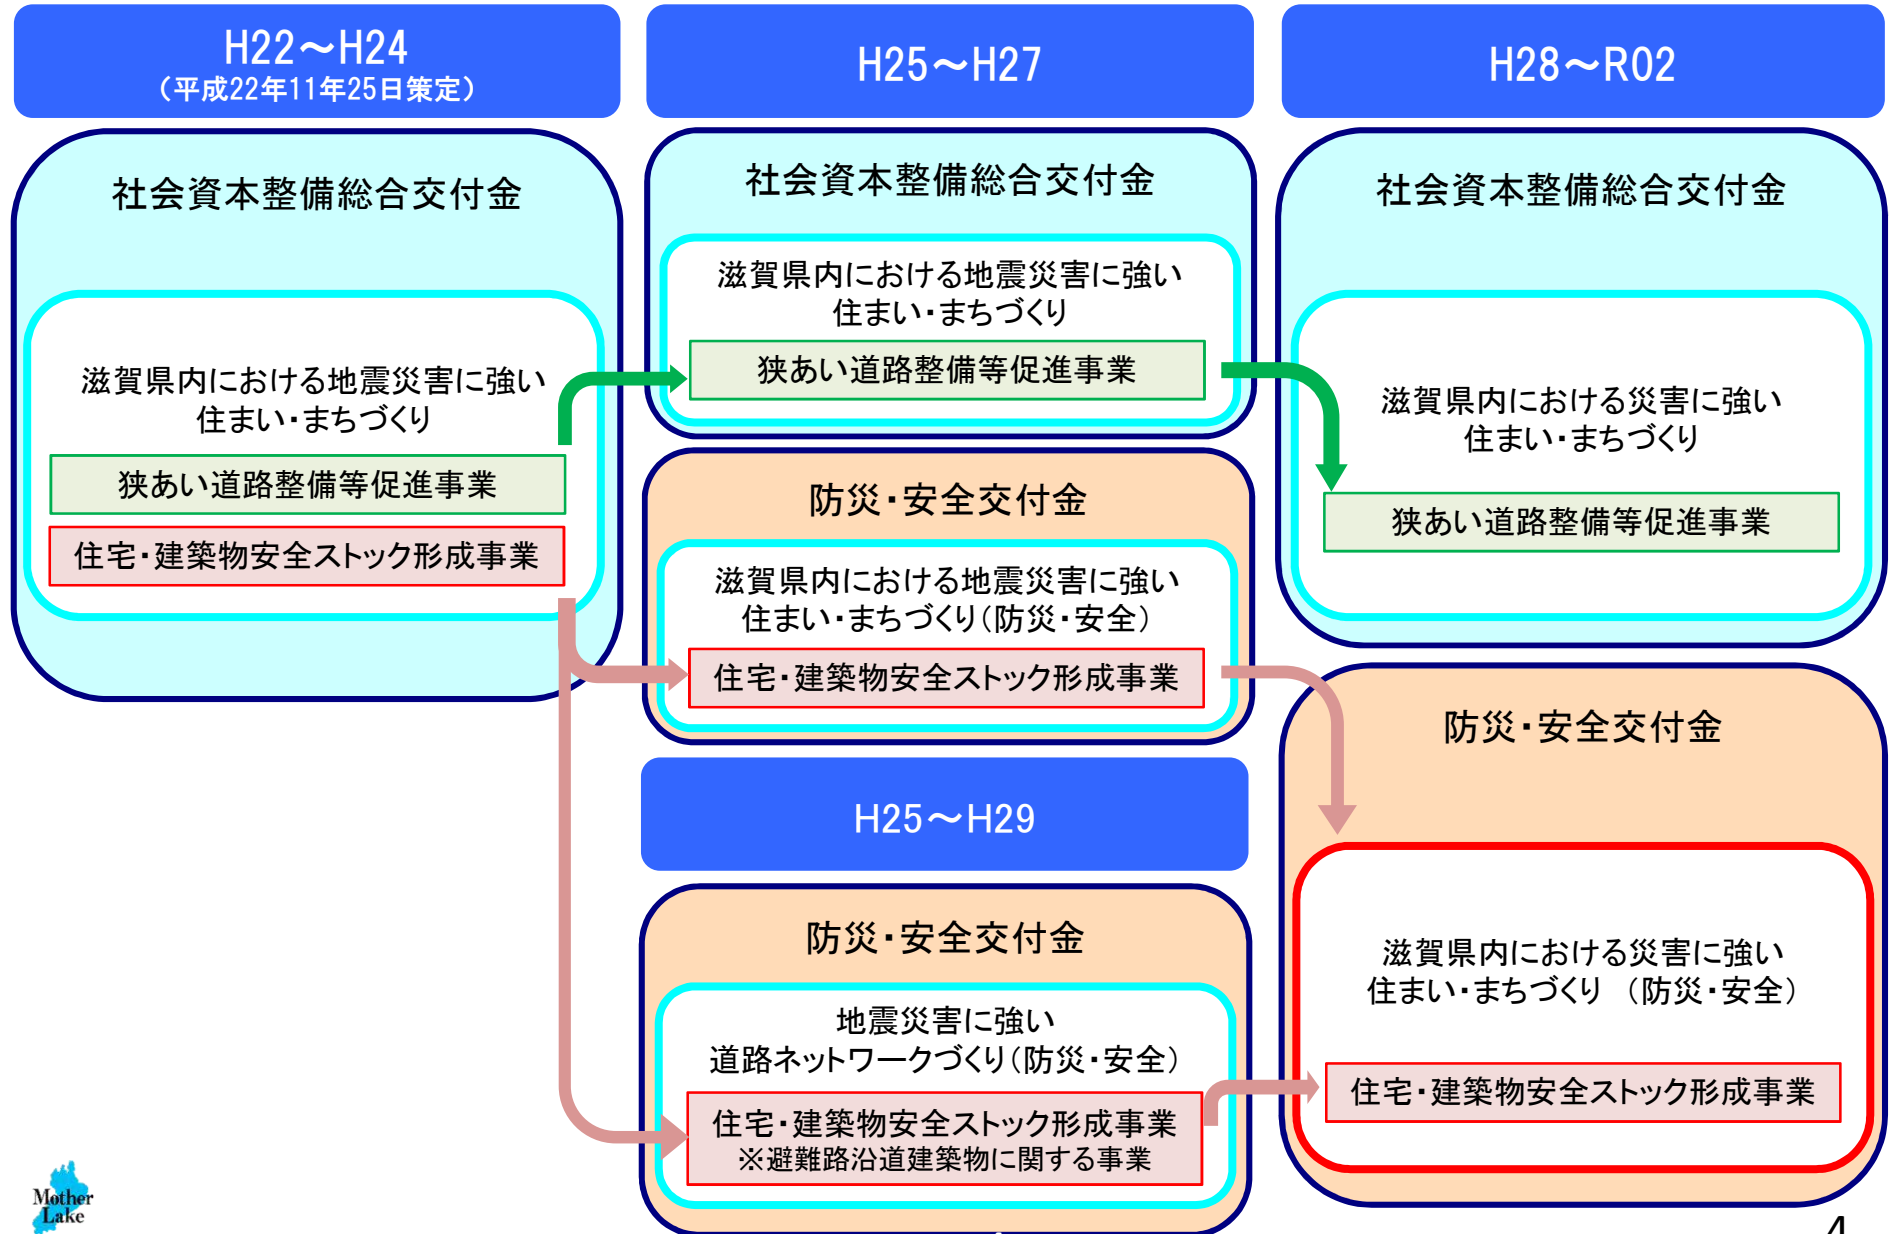 H22～H24
（平成22年11年25日策定）
社会資本整備総合交付金
滋賀県内における地震災害に強い
住まい・まちづくり
狭あい道路整備等促進事業
住宅・建築物安全ストック形成事業
H25～H27
社会資本整備総合交付金
滋賀県内における地震災害に強い
住まい・まちづくり
狭あい道路整備等促進事業
防災・安全交付金
滋賀県内における地震災害に強い
住まい・まちづくり（防災・安全）
住宅・建築物安全ストック形成事業
H25～H29
防災・安全交付金
地震災害に強い
道路ネットワークづくり（防災・安全）
住宅・建築物安全ストック形成事業
※避難路沿道建築物に関する事業
H28～R02
社会資本整備総合交付金
滋賀県内における災害に強い
住まい・まちづくり
狭あい道路整備等促進事業
防災・安全交付金
滋賀県内における災害に強い
住まい・まちづくり （防災・安全）
住宅・建築物安全ストック形成事業
Mother
Lake
4